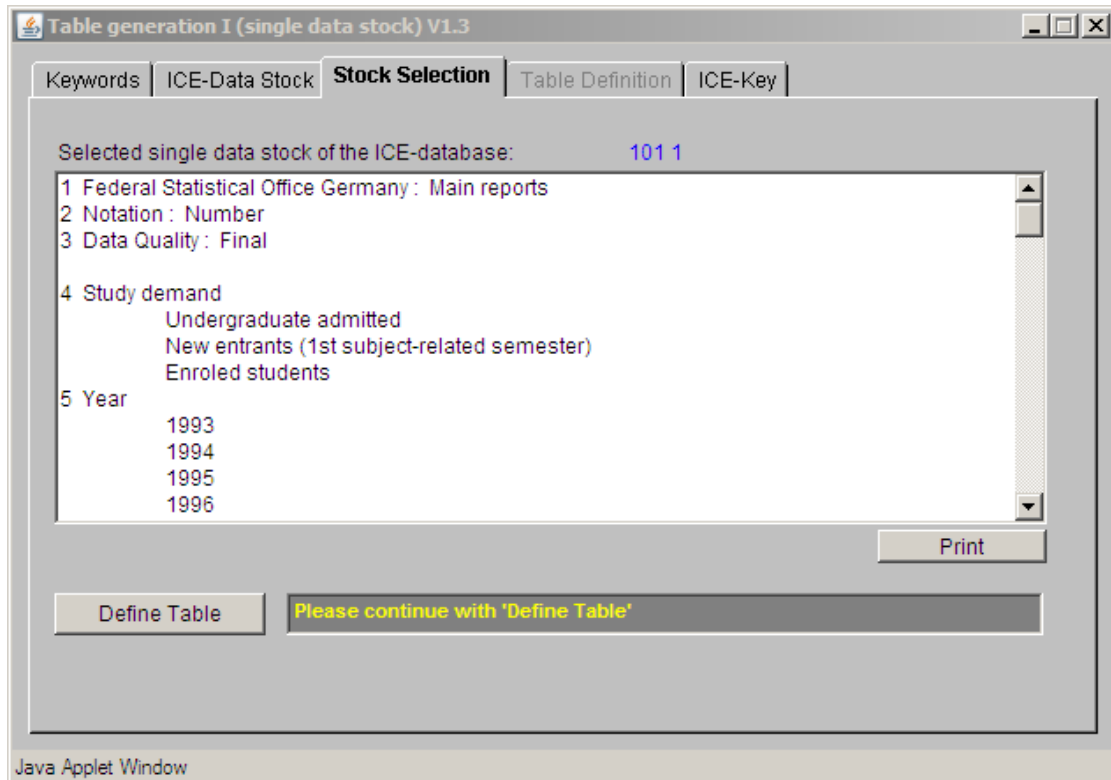 Table generation I (single data stock) V1.3
Keywords ICE-Data Stock Stock Selection Table Definition ICE-Key
Selected single data stock of the ICE-database: 101 1
1 Federal Statistical Office Germany : Main reports
2 Notation : Number
3 Data Quality : Final
4 Study demand
Undergraduate admitted
New entrants (1st subject-related semester)
Enroled students
5 Year
1993
1994
1995
1996
Print
Define Table Please continue with 'Define Table'
Java Applet Window